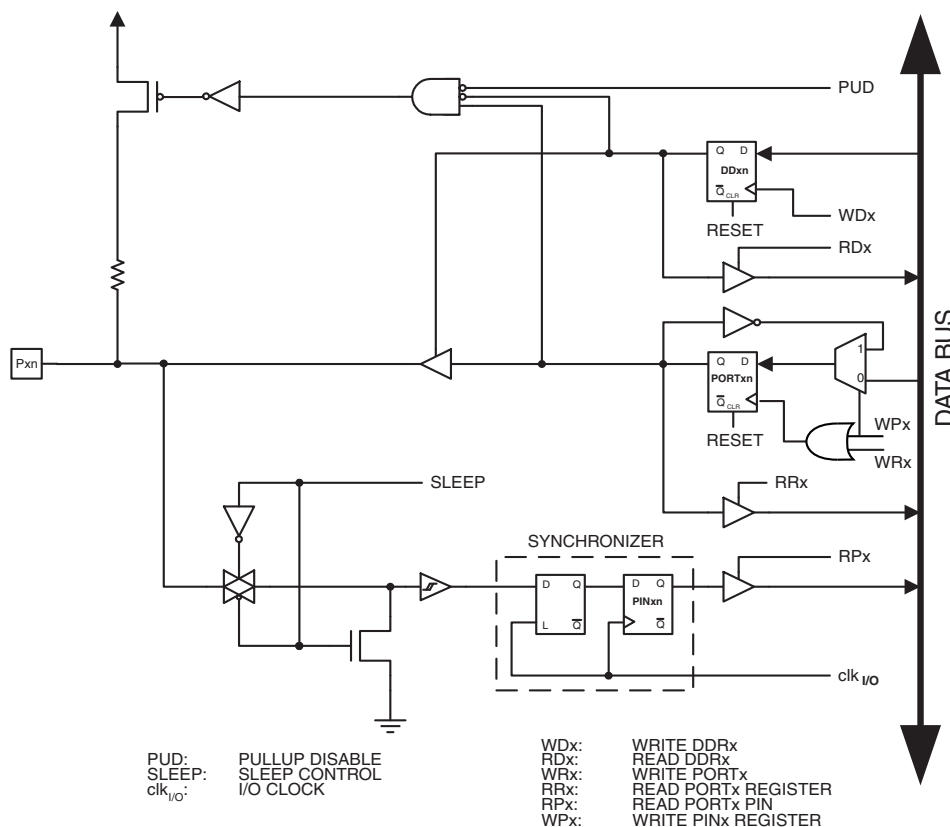 PUD
Q D
DDxn
Q CLR
WDx
RESET
RDx
DATA BUS
Pxn
1
Q D
PORTxn
0
Q CLR
WPx
RESET
WRx
SLEEP
RRx
SYNCHRONIZER
RPx
D Q
D Q
PINxn
L Q
Q
clk I/O
PUD: PULLUP DISABLE
SLEEP: SLEEP CONTROL
clkI/O: I/O CLOCK
WDx: WRITE DDRx
RDx: READ DDRx
WRx: WRITE PORTx
RRx: READ PORTx REGISTER
RPx: READ PORTx PIN
WPx: WRITE PINx REGISTER